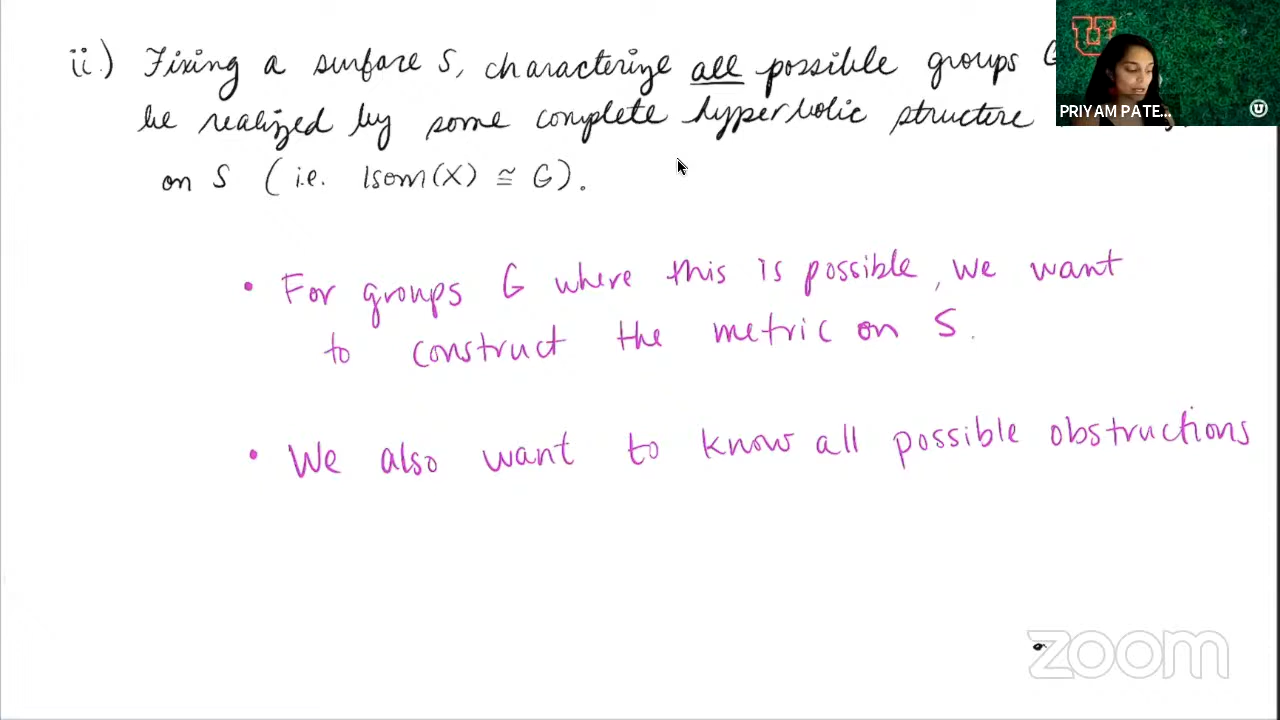 ii.) Fixing a surface S, characterize all possible groups G
be realized by some complete hyperbolic structure
on S (i.e. Isom(X) ≅ G).
• For groups G where this is possible, we want
to construct the metric on S.
• We also want to know all possible obstructions
PRIYAM PATE...
zoom